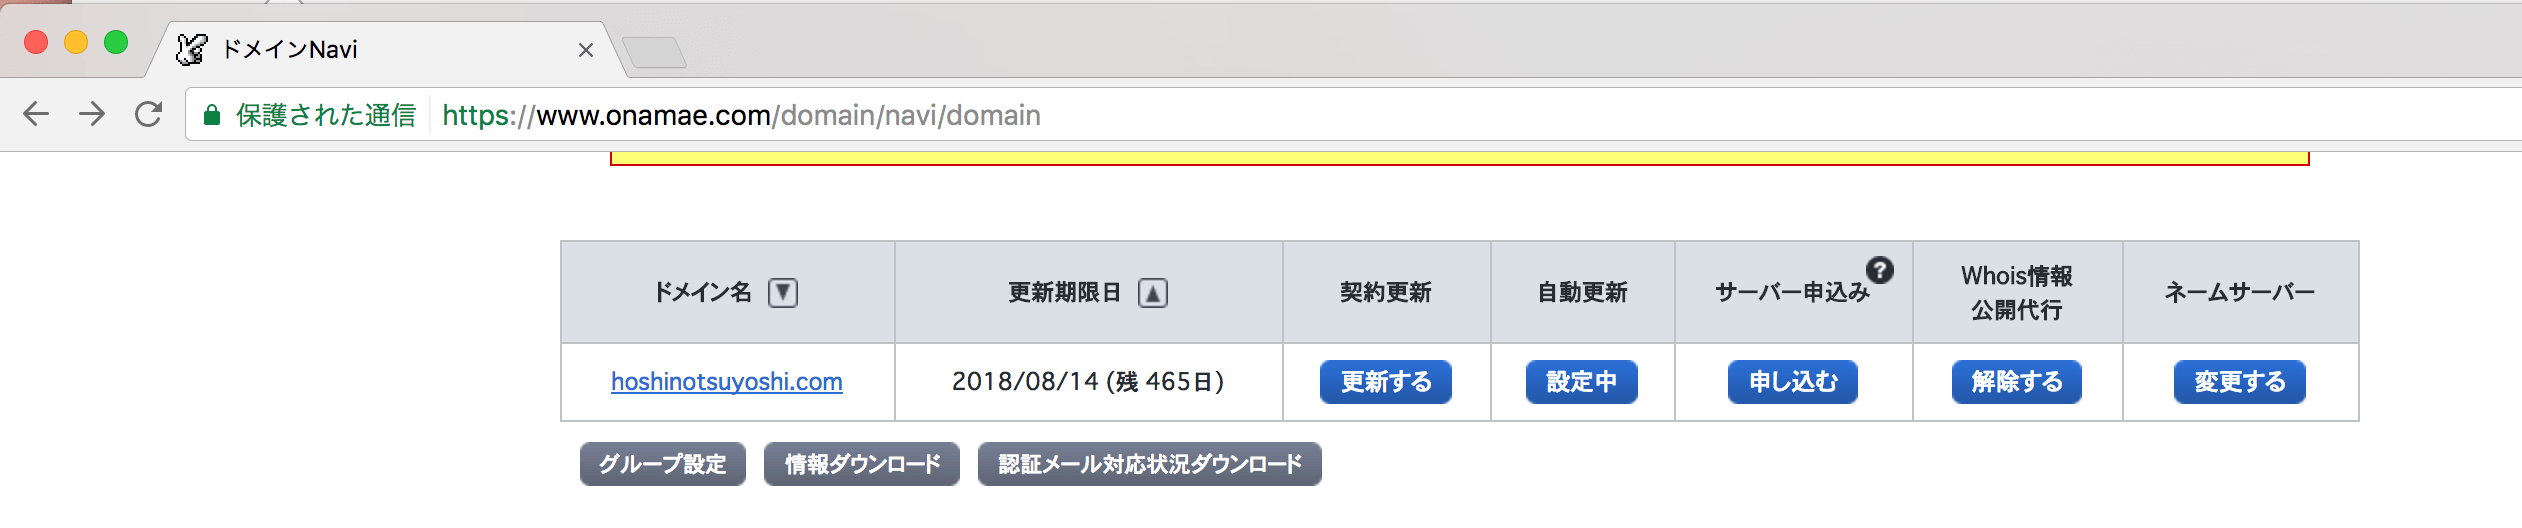 ドメインNavi
保護された通信 https://www.onamae.com/domain/navi/domain
ドメイン名 ▼ 更新期限日 ▲ 契約更新 自動更新 サーバー申込み ? Whois情報
公開代行 ネームサーバー
hoshinotsuyoshi.com 2018/08/14 (残 465日) 更新する 設定中 申し込む 解除する 変更する
グループ設定 情報ダウンロード 認証メール対応状況ダウンロード